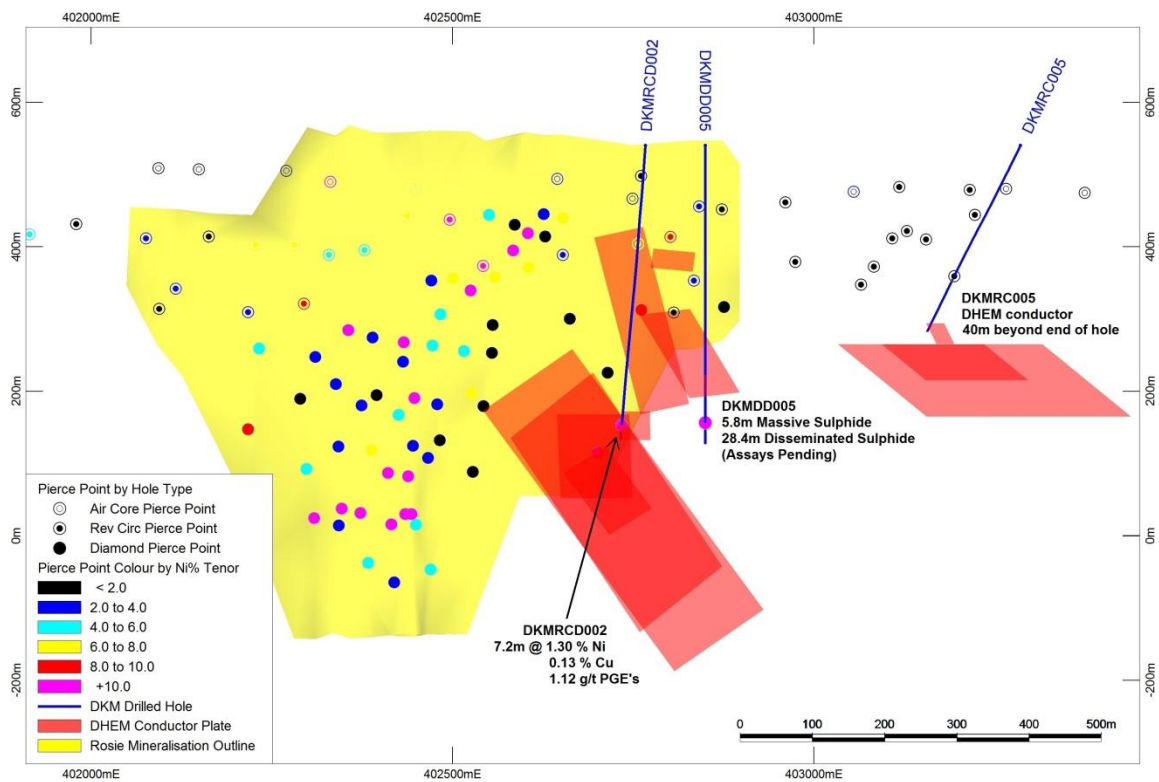 402000mE
402500mE
403000mE
600m
400m
200m
0m
-200m
600m
400m
200m
0m
-200m
DKMRCD002
DKMDD005
DKMRC005
DKMRC005
DHEM conductor
40m beyond end of hole
DKMDD005
5.8m Massive Sulphide
28.4m Disseminated Sulphide
(Assays Pending)
DKMRCD002
7.2m @ 1.30 % Ni
0.13 % Cu
1.12 g/t PGE's
Pierce Point by Hole Type
Air Core Pierce Point
Rev Circ Pierce Point
Diamond Pierce Point
Pierce Point Colour by Ni% Tenor
< 2.0
2.0 to 4.0
4.0 to 6.0
6.0 to 8.0
8.0 to 10.0
+10.0
DKM Drilled Hole
DHEM Conductor Plate
Rosie Mineralisation Outline
0 100 200 300 400 500m
402000mE
402500mE
403000mE